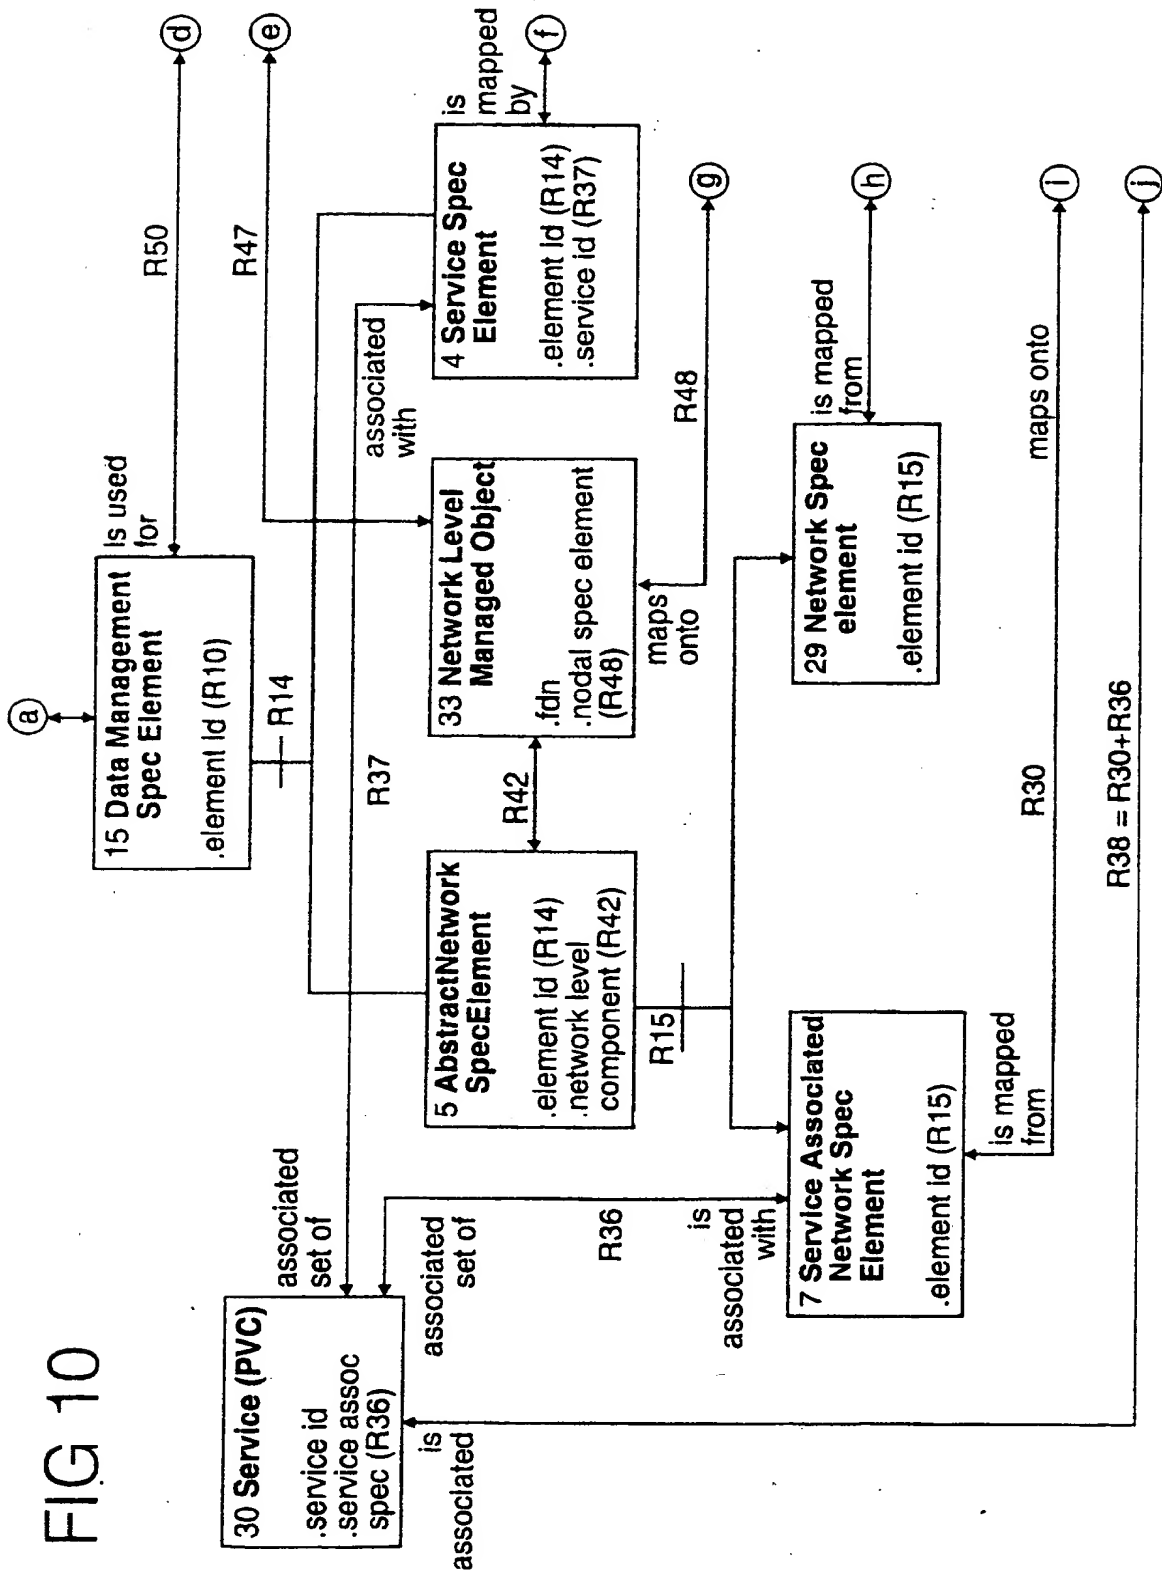 FIG 10
a
15 Data Management
Spec Element
.element id (R10)
is used
for
R50
d
R14
R47
e
30 Service (PVC)
.service id
.service assoc
spec (R36)
associated
set of
R37
associated
with
associated
set of
is
associated
5 AbstractNetwork
SpecElement
.element id (R14)
.network level
component (R42)
R42
33 Network Level
Managed Object
.fdn
.nodal spec element
(R48)
4 Service Spec
Element
.element id (R14)
.service id (R37)
is
mapped
by
f
R36
is
associated
with
R15
maps
onto
R48
g
7 Service Associated
Network Spec
Element
.element id (R15)
29 Network Spec
element
.element id (R15)
is mapped
from
h
is mapped
from
R30
maps onto
i
R38 = R30+R36
j